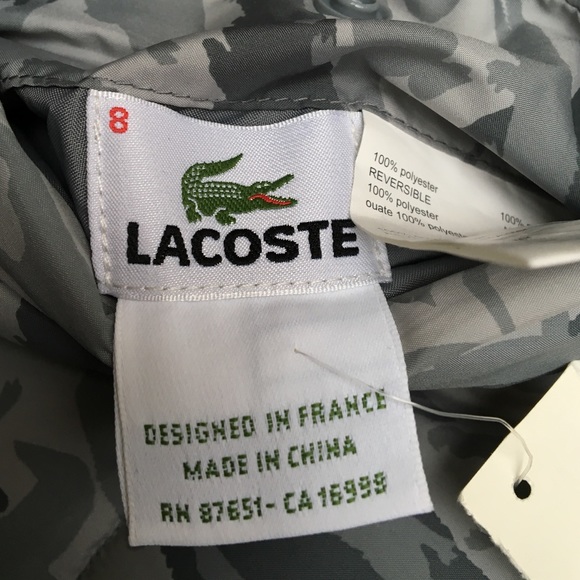 8
LACOSTE
DESIGNED IN FRANCE
MADE IN CHINA
RN 87651-CA 16998
100% polyester
REVERSIBLE
100% polyester
ouate 100% polyester
100%